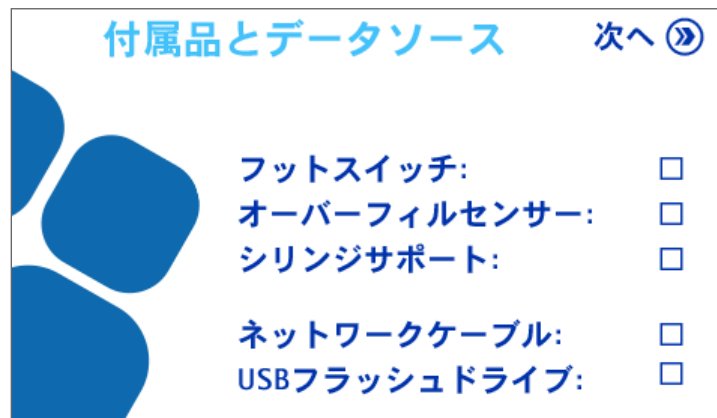 付属品とデータソース
次へ
フットスイッチ:
オーバーフィルセンサー:
シリンジサポート:
ネットワークケーブル:
USBフラッシュドライブ: